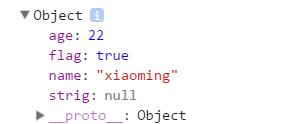 ▼Object i
age: 22
flag: true
name: "xiaoming"
strig: null
▶__proto__: Object